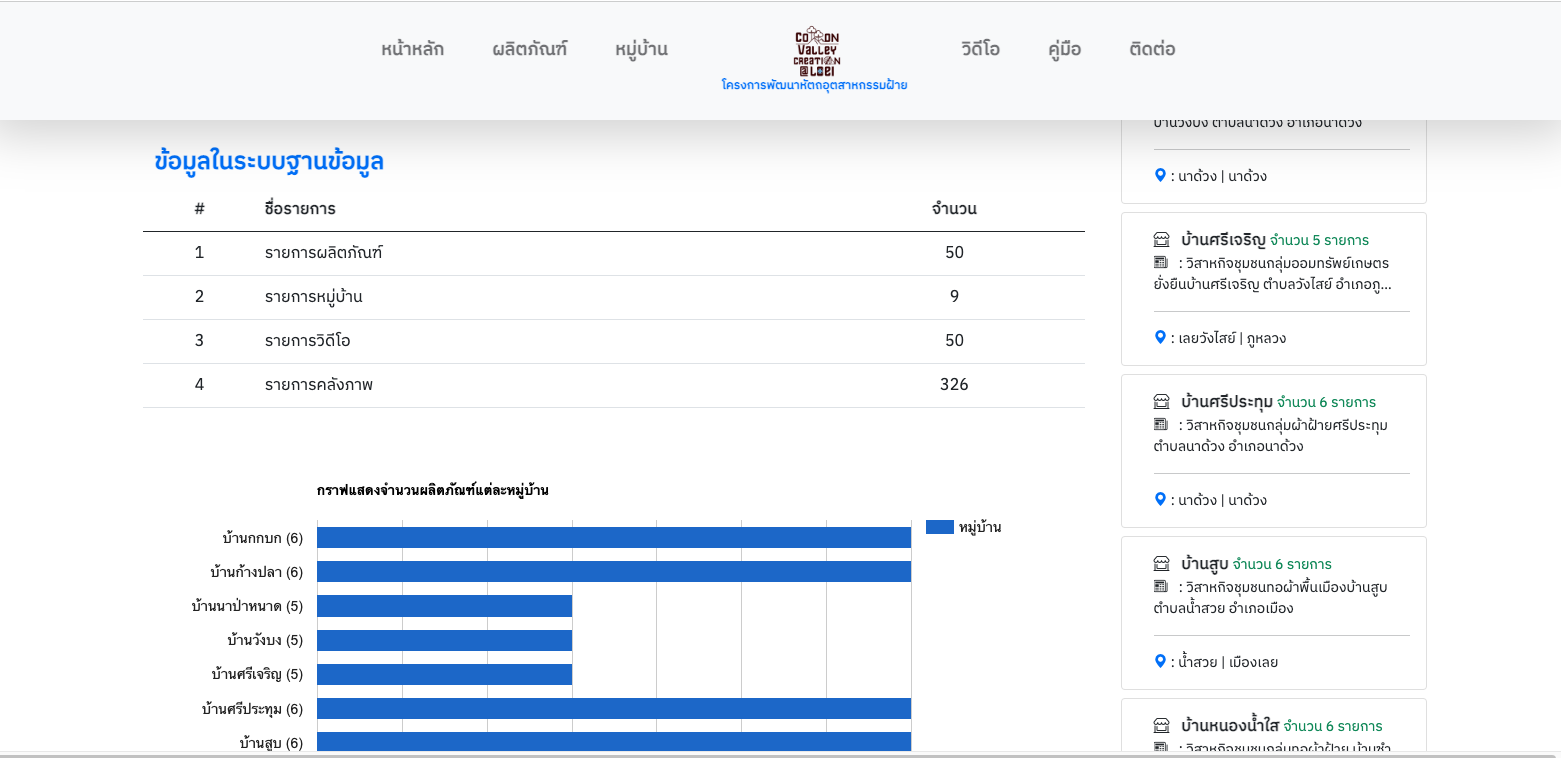 หน้าหลัก ผลิตภัณฑ์ หมู่บ้าน
COTTON
VALLEY
CREATION
@LOEI
โครงการพัฒนาหัตถอุตสาหกรรมฝ้าย
วิดีโอ คู่มือ ติดต่อ
ข้อมูลในระบบฐานข้อมูล
# ชื่อรายการ จำนวน
1 รายการผลิตภัณฑ์ 50
2 รายการหมู่บ้าน 9
3 รายการวิดีโอ 50
4 รายการคลังภาพ 326
กราฟแสดงจำนวนผลิตภัณฑ์แต่ละหมู่บ้าน
หมู่บ้าน
บ้านกกบก (6)
บ้านก้างปลา (6)
บ้านนาป่าหนาด (5)
บ้านวังบง (5)
บ้านศรีเจริญ (5)
บ้านศรีประทุม (6)
บ้านสูบ (6)
บ้านวังบง ตำบลนาด้วง อำเภอนาด้วง
: นาด้วง | นาด้วง
บ้านศรีเจริญ จำนวน 5 รายการ
: วิสาหกิจชุมชนกลุ่มออมทรัพย์เกษตร
ยั่งยืนบ้านศรีเจริญ ตำบลวังไสย์ อำเภอภู...
: เลยวังไสย์ | ภูหลวง
บ้านศรีประทุม จำนวน 6 รายการ
: วิสาหกิจชุมชนกลุ่มผ้าฝ้ายศรีประทุม
ตำบลนาด้วง อำเภอนาด้วง
: นาด้วง | นาด้วง
บ้านสูบ จำนวน 6 รายการ
: วิสาหกิจชุมชนทอผ้าพื้นเมืองบ้านสูบ
ตำบลน้ำสวย อำเภอเมือง
: น้ำสวย | เมืองเลย
บ้านหนองน้ำใส จำนวน 6 รายการ
: วิสาหกิจชุมชนกลุ่มทอผ้าฝ้าย บ้านซำ